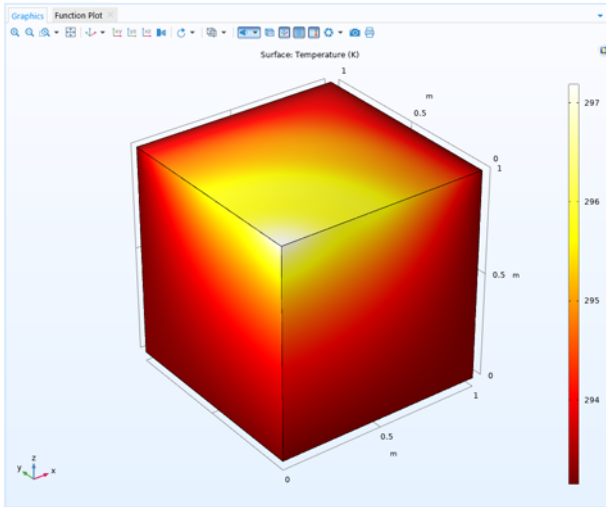 Graphics Function Plot
Surface: Temperature (K)
1
m
0.5
0
1
297
296
0.5 m
295
0
1
294
0.5
m
0
z
y x